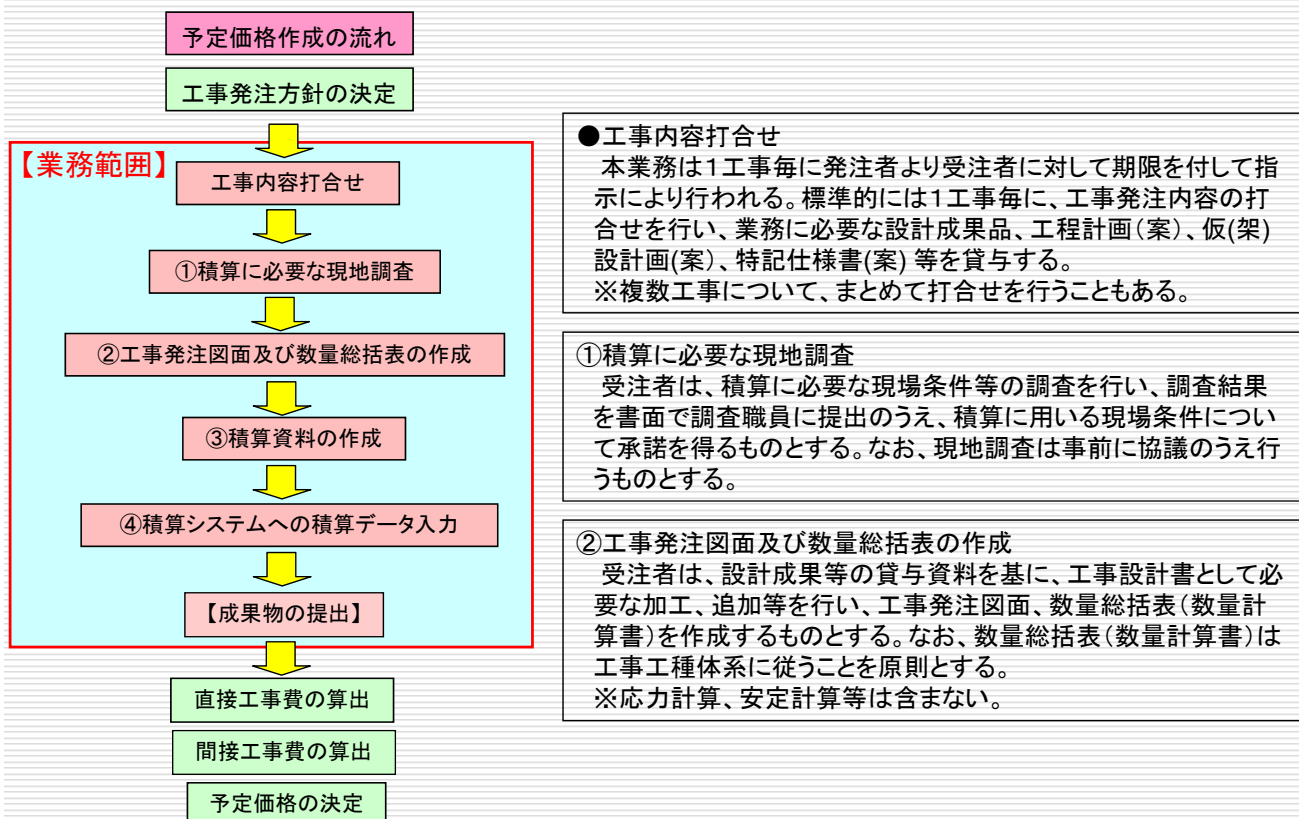 予定価格作成の流れ
工事発注方針の決定
【業務範囲】
工事内容打合せ
①積算に必要な現地調査
②工事発注図面及び数量総括表の作成
③積算資料の作成
④積算システムへの積算データ入力
【成果物の提出】
直接工事費の算出
間接工事費の算出
予定価格の決定
●工事内容打合せ
本業務は１工事毎に発注者より受注者に対して期限を付して指
示により行われる。標準的には１工事毎に、工事発注内容の打
合せを行い、業務に必要な設計成果品、工程計画（案）、仮(架)
設計画(案)、特記仕様書(案) 等を貸与する。
※複数工事について、まとめて打合せを行うこともある。
①積算に必要な現地調査
受注者は、積算に必要な現場条件等の調査を行い、調査結果
を書面で調査職員に提出のうえ、積算に用いる現場条件につい
て承諾を得るものとする。なお、現地調査は事前に協議のうえ行
うものとする。
②工事発注図面及び数量総括表の作成
受注者は、設計成果等の貸与資料を基に、工事設計書として必
要な加工、追加等を行い、工事発注図面、数量総括表（数量計
算書）を作成するものとする。なお、数量総括表（数量計算書）は
工事工種体系に従うことを原則とする。
※応力計算、安定計算等は含まない。